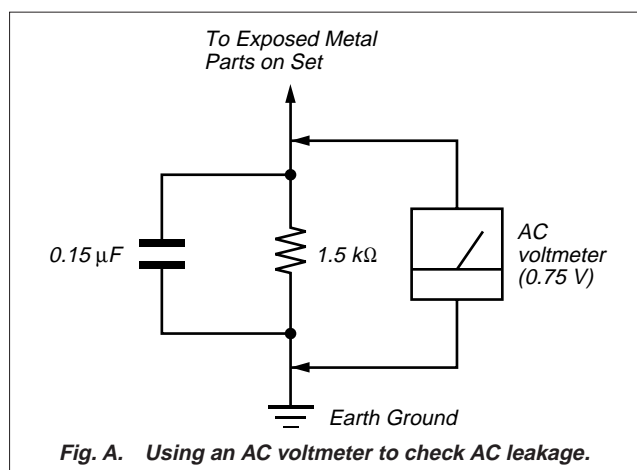 To Exposed Metal
Parts on Set
0.15 μF
1.5 kΩ
AC
voltmeter
(0.75 V)
Earth Ground
Fig. A. Using an AC voltmeter to check AC leakage.